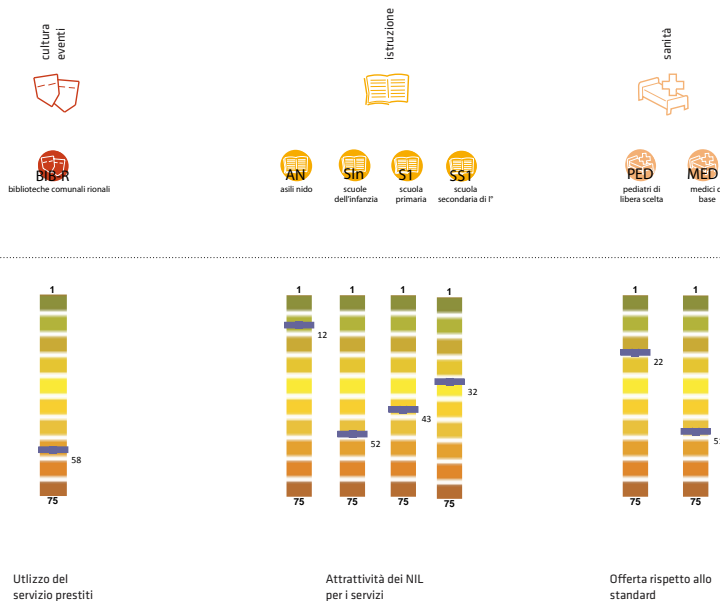 cultura
eventi
istruzione
sanità
BIB-R
biblioteche comunali rionali
AN
asili nido
SIn
scuole
dell'infanzia
S1
scuola
primaria
SS1
scuola
secondaria di I°
PED
pediatri di
libera scelta
MED
medici d
base
1
1
1
1
1
1
1
12
22
32
43
52
51
58
75
75
75
75
75
75
75
Utlizzo del
servizio prestiti
Attrattività dei NIL
per i servizi
Offerta rispetto allo
standard